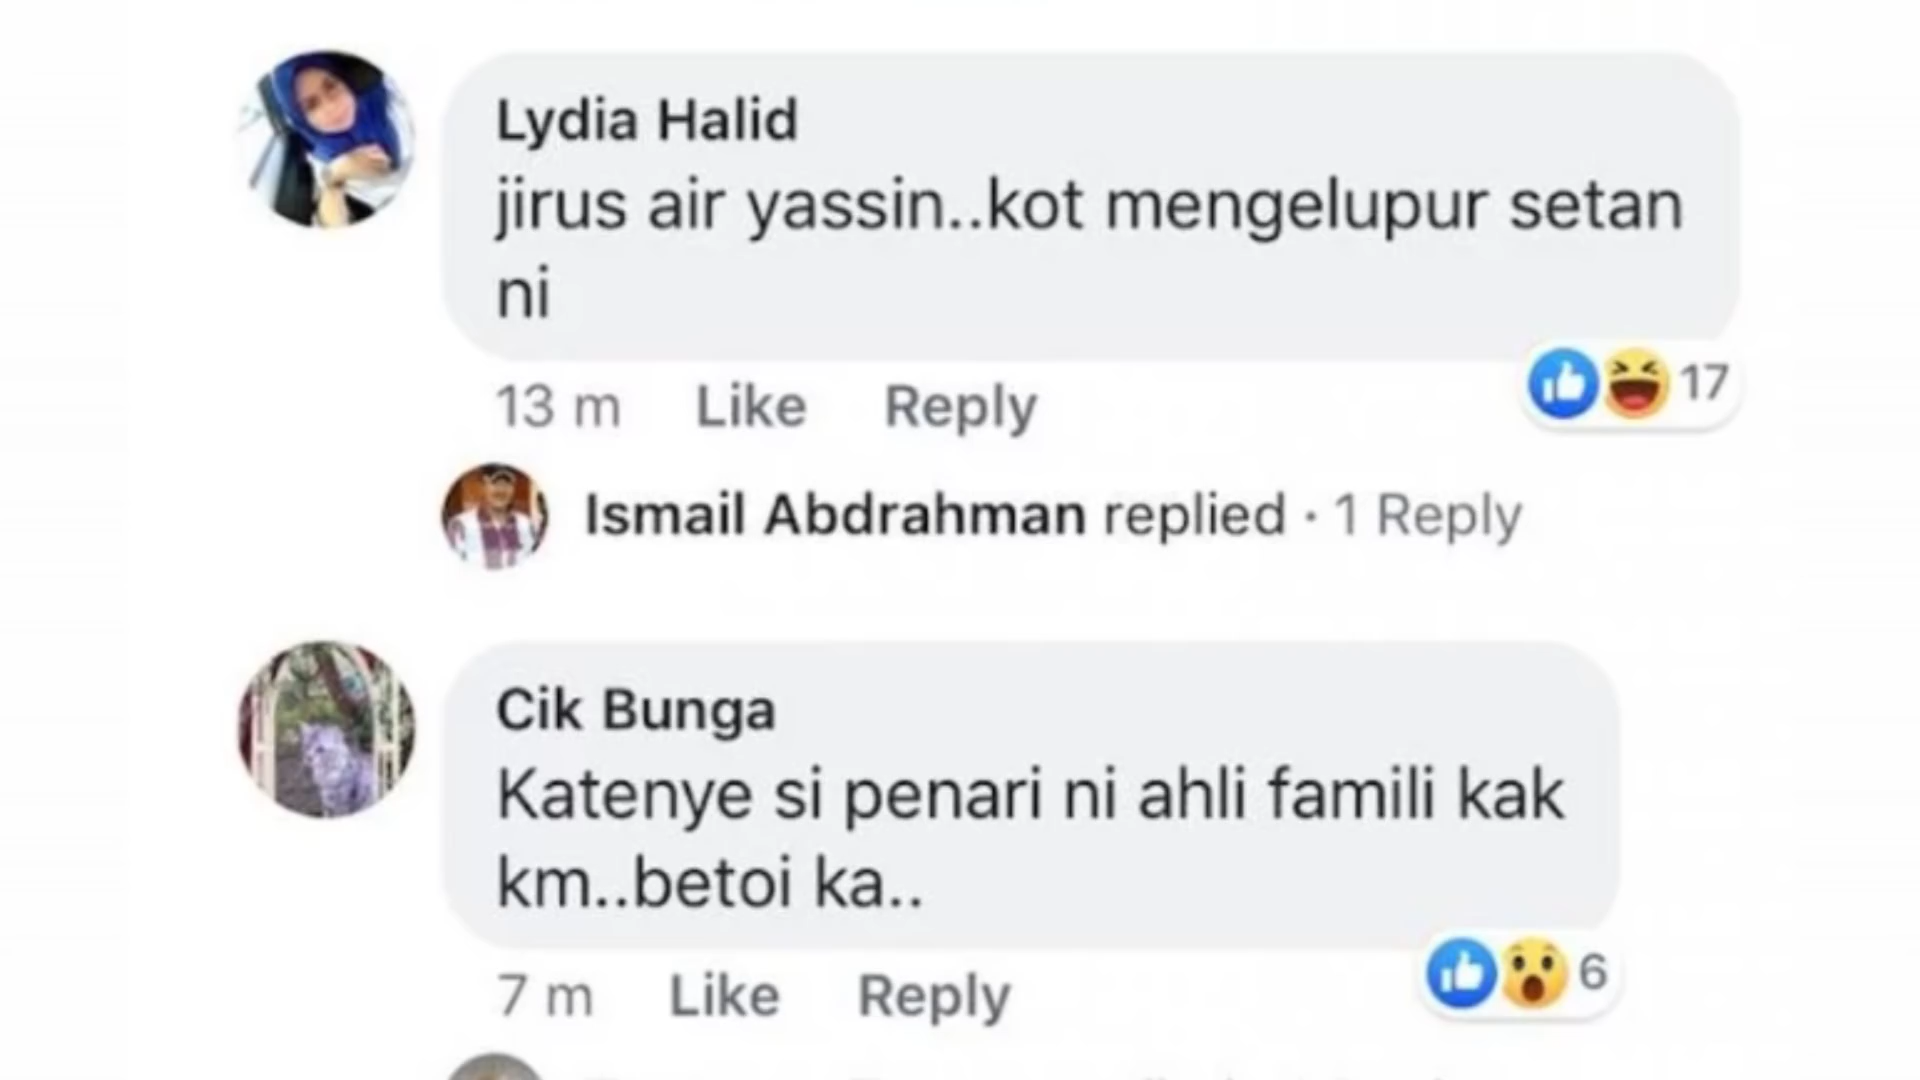 Lydia Halid
jirus air yassin..kot mengelupur setan
ni
13 m Like Reply 17
Ismail Abdrahman replied · 1 Reply
Cik Bunga
Katenye si penari ni ahli famili kak
km..betoi ka..
7 m Like Reply 6